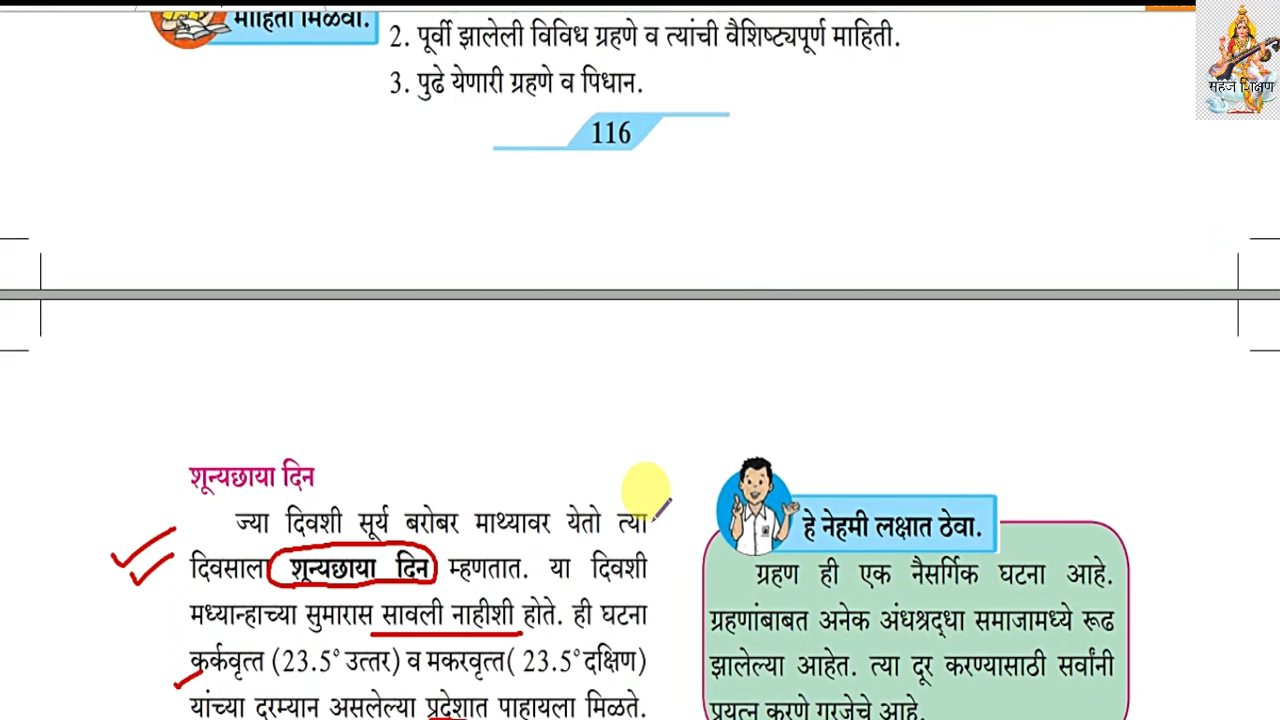 माहिती मिळवा.
2. पूर्वी झालेली विविध ग्रहणे व त्यांची वैशिष्ट्यपूर्ण माहिती.
3. पुढे येणारी ग्रहणे व पिधान.
सहज शिक्षण
116
शून्यछाया दिन
ज्या दिवशी सूर्य बरोबर माथ्यावर येतो त्या
दिवसाला शून्यछाया दिन म्हणतात. या दिवशी
मध्यान्हाच्या सुमारास सावली नाहीशी होते. ही घटना
कर्कवृत्त (23.5° उत्तर) व मकरवृत्त( 23.5° दक्षिण)
यांच्या दरम्यान असलेल्या प्रदेशात पाहायला मिळते.
हे नेहमी लक्षात ठेवा.
ग्रहण ही एक नैसर्गिक घटना आहे.
ग्रहणांबाबत अनेक अंधश्रद्धा समाजामध्ये रूढ
झालेल्या आहेत. त्या दूर करण्यासाठी सर्वांनी
प्रयत्न करणे गरजेचे आहे.